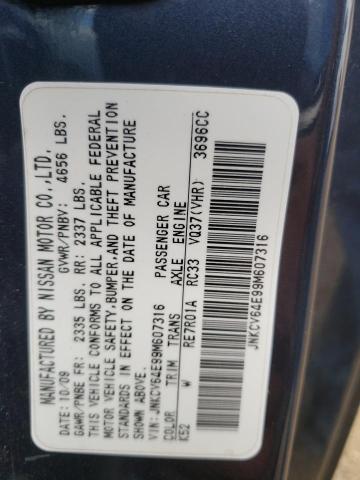 MANUFACTURED BY NISSAN MOTOR CO.,LTD.
10/09 GVWR/PNBV: 4656 LBS.
GAWR/PNBE FR: 2335 LBS. RR: 2337 LBS.
THIS VEHICLE CONFORMS TO ALL APPLICABLE FEDERAL
MOTOR VEHICLE SAFETY,BUMPER,AND THEFT PREVENTION
STANDARDS IN EFFECT ON THE DATE OF MANUFACTURE
SHOWN ABOVE.
VIN:JNKCV64E99M607316 PASSENGER CAR
COLOR TRIM TRANS AXLE ENGINE
K52 W RE7R01A RC33 VQ37(VHR) 3696CC
JNKCV64E99M607316